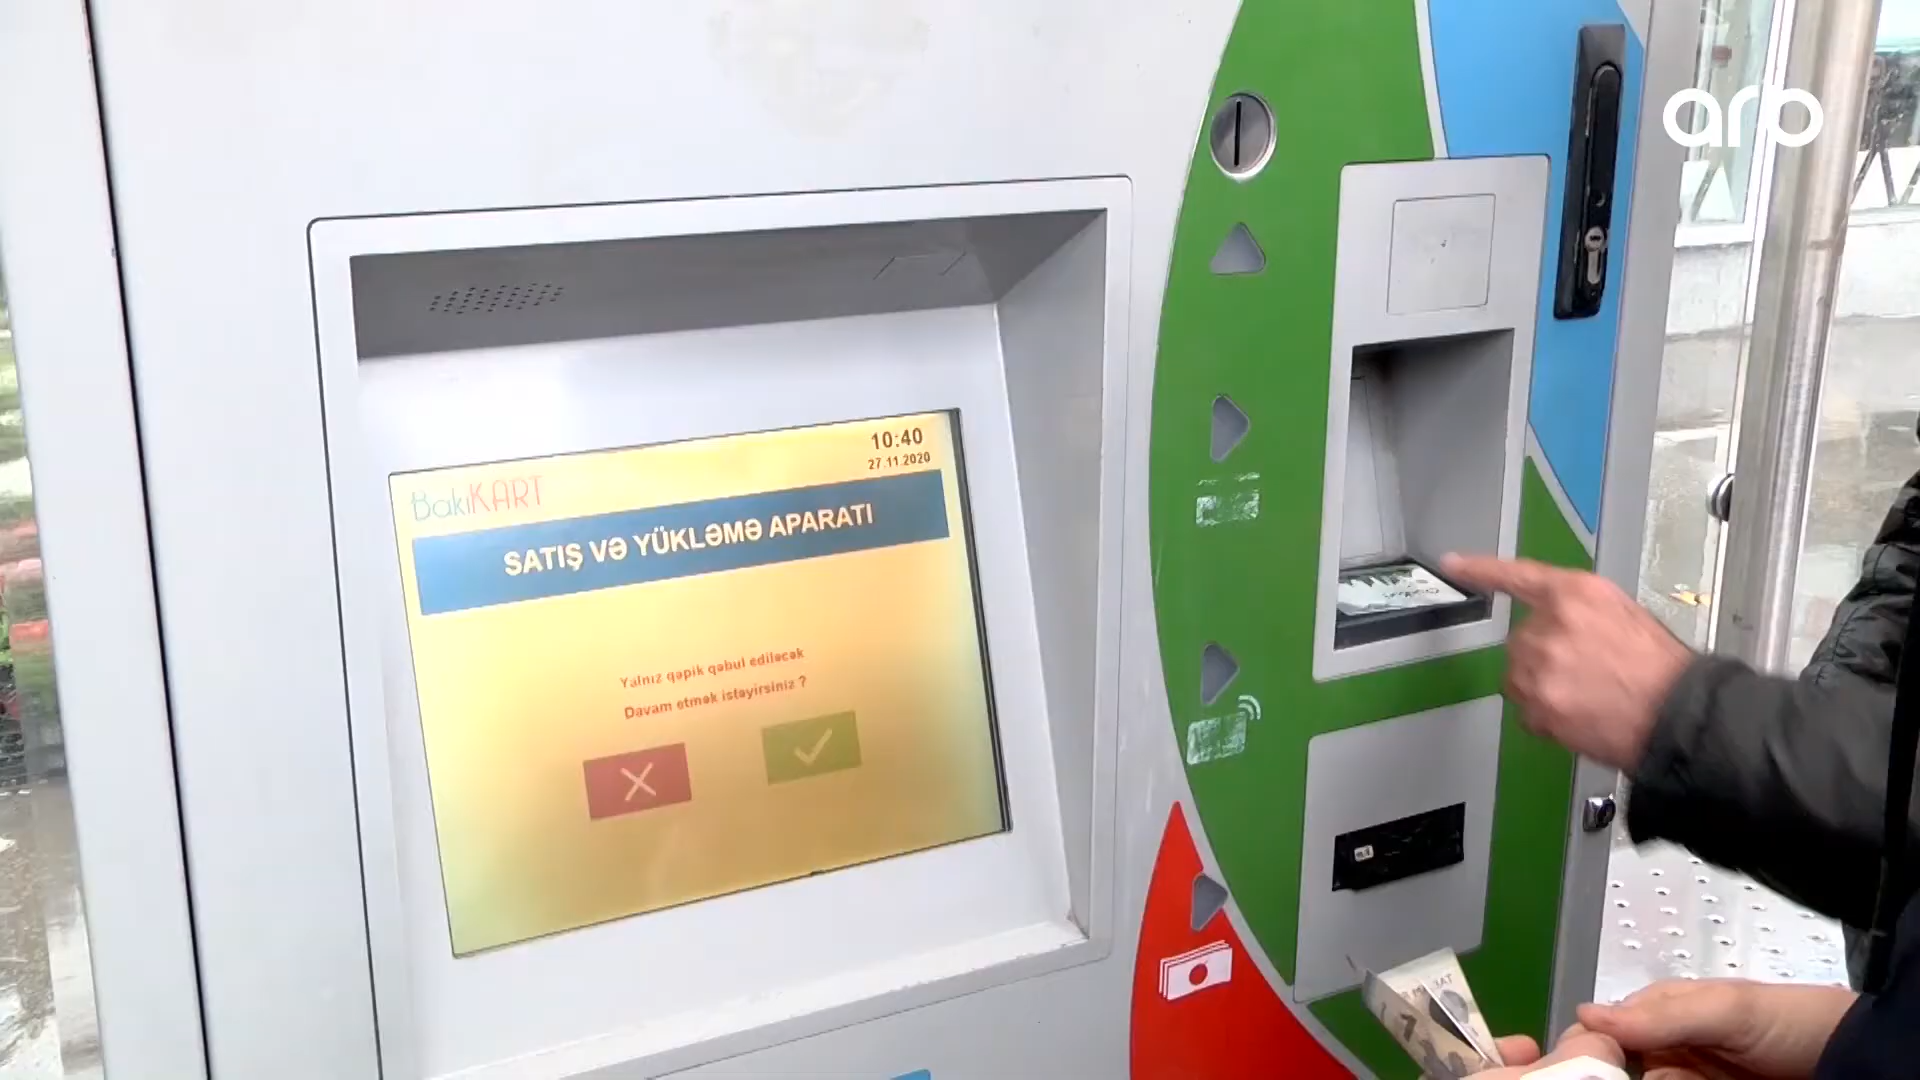 arb
10:40
27.11.2020
BakıKART
SATIŞ VƏ YÜKLƏMƏ APARATI
Yalnız qəpik qəbul ediləcək
Davam etmək istəyirsiniz ?